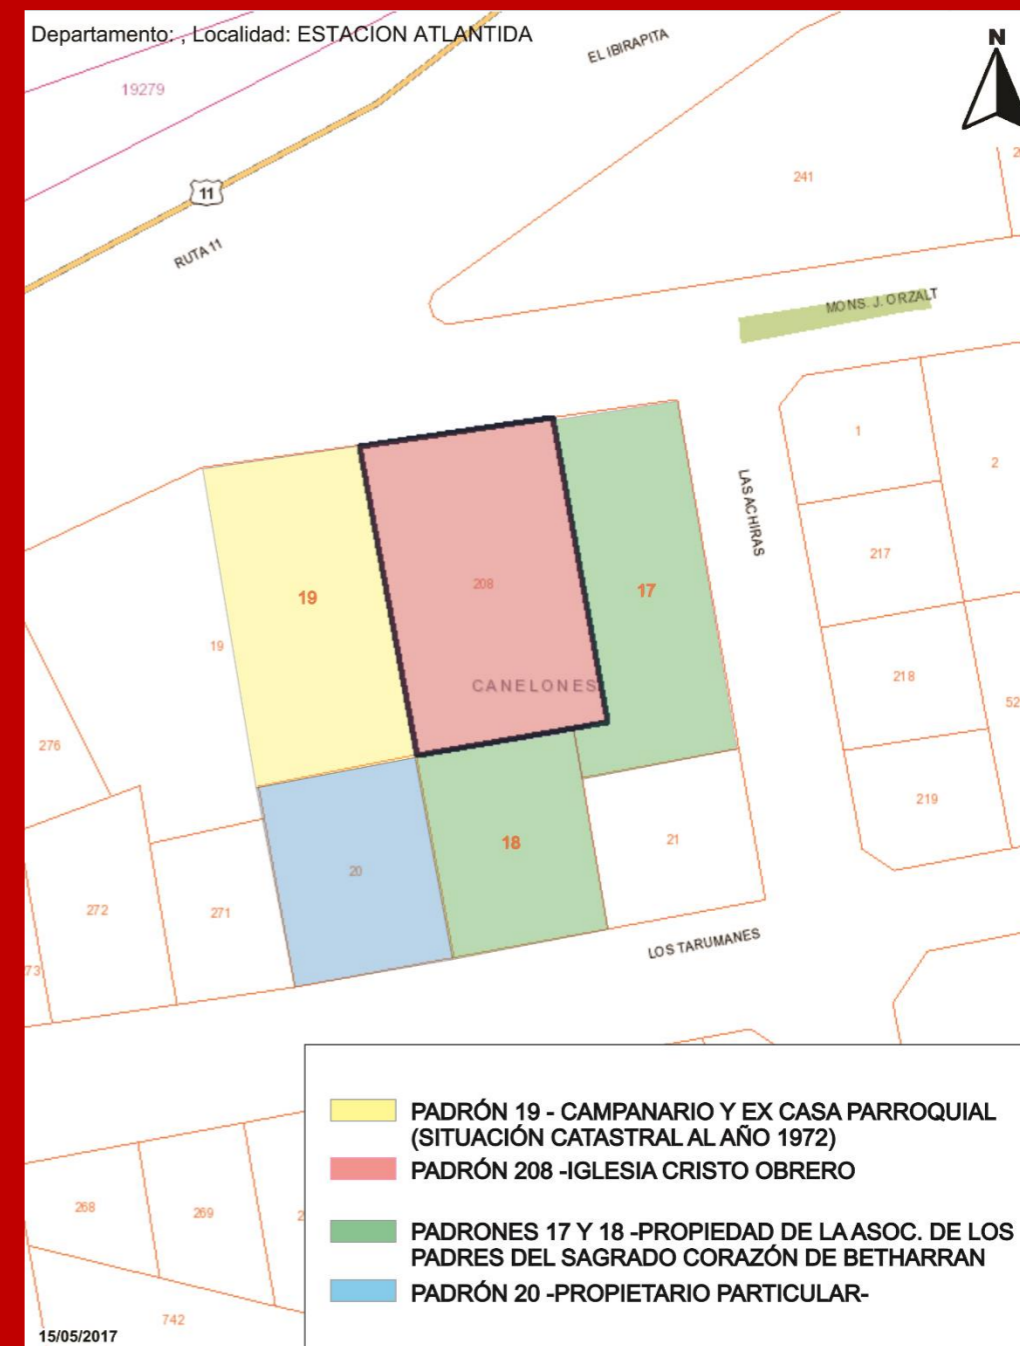 Departamento: , Localidad: ESTACION ATLANTIDA
EL IBIRAPITA
N
19279
11
RUTA 11
241
MONS. J. ORZALT
1
2
LAS ACHIRAS
217
19
208
17
19
218
CANELONES
276
219
18
21
20
272
271
LOS TARUMANES
PADRÓN 19 - CAMPANARIO Y EX CASA PARROQUIAL
(SITUACIÓN CATASTRAL AL AÑO 1972)
PADRÓN 208 -IGLESIA CRISTO OBRERO
PADRONES 17 Y 18 -PROPIEDAD DE LA ASOC. DE LOS
PADRES DEL SAGRADO CORAZÓN DE BETHARRAN
PADRÓN 20 -PROPIETARIO PARTICULAR-
268
269
742
15/05/2017